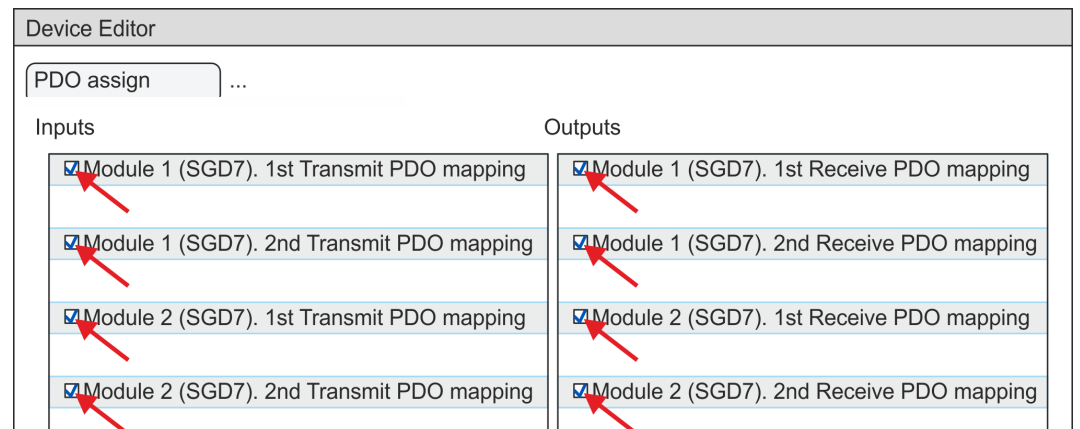 Device Editor
PDO assign ...
Inputs
Outputs
Module 1 (SGD7). 1st Transmit PDO mapping
Module 1 (SGD7). 1st Receive PDO mapping
Module 1 (SGD7). 2nd Transmit PDO mapping
Module 1 (SGD7). 2nd Receive PDO mapping
Module 2 (SGD7). 1st Transmit PDO mapping
Module 2 (SGD7). 1st Receive PDO mapping
Module 2 (SGD7). 2nd Transmit PDO mapping
Module 2 (SGD7). 2nd Receive PDO mapping